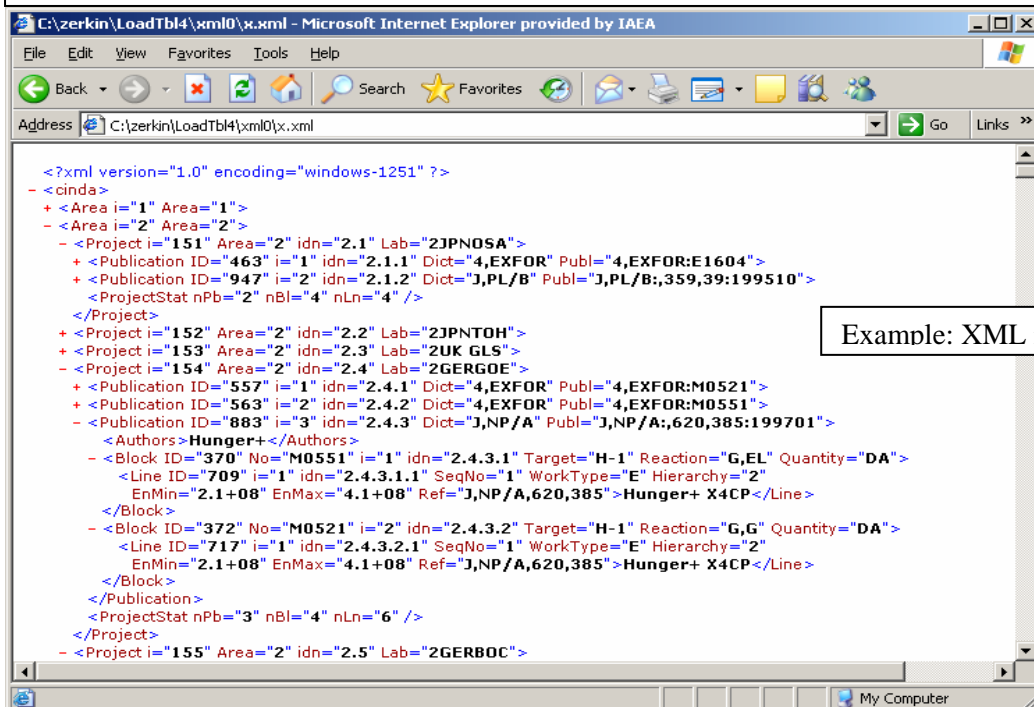 C:\zerkin\LoadTbl4\xml0\x.xml - Microsoft Internet Explorer provided by IAEA
File Edit View Favorites Tools Help
Back Search Favorites
Address C:\zerkin\LoadTbl4\xml0\x.xml Go Links »
<?xml version="1.0" encoding="windows-1251" ?>
- <cinda>
+ <Area i="1" Area="1">
- <Area i="2" Area="2">
- <Project i="151" Area="2" idn="2.1" Lab="2JPNOSA">
+ <Publication ID="463" i="1" idn="2.1.1" Dict="4,EXFOR" Publ="4,EXFOR:E1604">
+ <Publication ID="947" i="2" idn="2.1.2" Dict="J,PL/B" Publ="J,PL/B:,359,39:199510">
<ProjectStat nPb="2" nBl="4" nLn="4" />
</Project>
+ <Project i="152" Area="2" idn="2.2" Lab="2JPNTOH">
+ <Project i="153" Area="2" idn="2.3" Lab="2UK GLS">
- <Project i="154" Area="2" idn="2.4" Lab="2GERGOE">
+ <Publication ID="557" i="1" idn="2.4.1" Dict="4,EXFOR" Publ="4,EXFOR:M0521">
+ <Publication ID="563" i="2" idn="2.4.2" Dict="4,EXFOR" Publ="4,EXFOR:M0551">
- <Publication ID="883" i="3" idn="2.4.3" Dict="J,NP/A" Publ="J,NP/A:,620,385:199701">
<Authors>Hunger+</Authors>
- <Block ID="370" No="M0551" i="1" idn="2.4.3.1" Target="H-1" Reaction="G,EL" Quantity="DA">
<Line ID="709" i="1" idn="2.4.3.1.1" SeqNo="1" WorkType="E" Hierarchy="2"
EnMin="2.1+08" EnMax="4.1+08" Ref="J,NP/A,620,385">Hunger+ X4CP</Line>
</Block>
- <Block ID="372" No="M0521" i="2" idn="2.4.3.2" Target="H-1" Reaction="G,G" Quantity="DA">
<Line ID="717" i="1" idn="2.4.3.2.1" SeqNo="1" WorkType="E" Hierarchy="2"
EnMin="2.1+08" EnMax="4.1+08" Ref="J,NP/A,620,385">Hunger+ X4CP</Line>
</Block>
</Publication>
<ProjectStat nPb="3" nBl="4" nLn="6" />
</Project>
- <Project i="155" Area="2" idn="2.5" Lab="2GERBOC">
Example: XML
My Computer